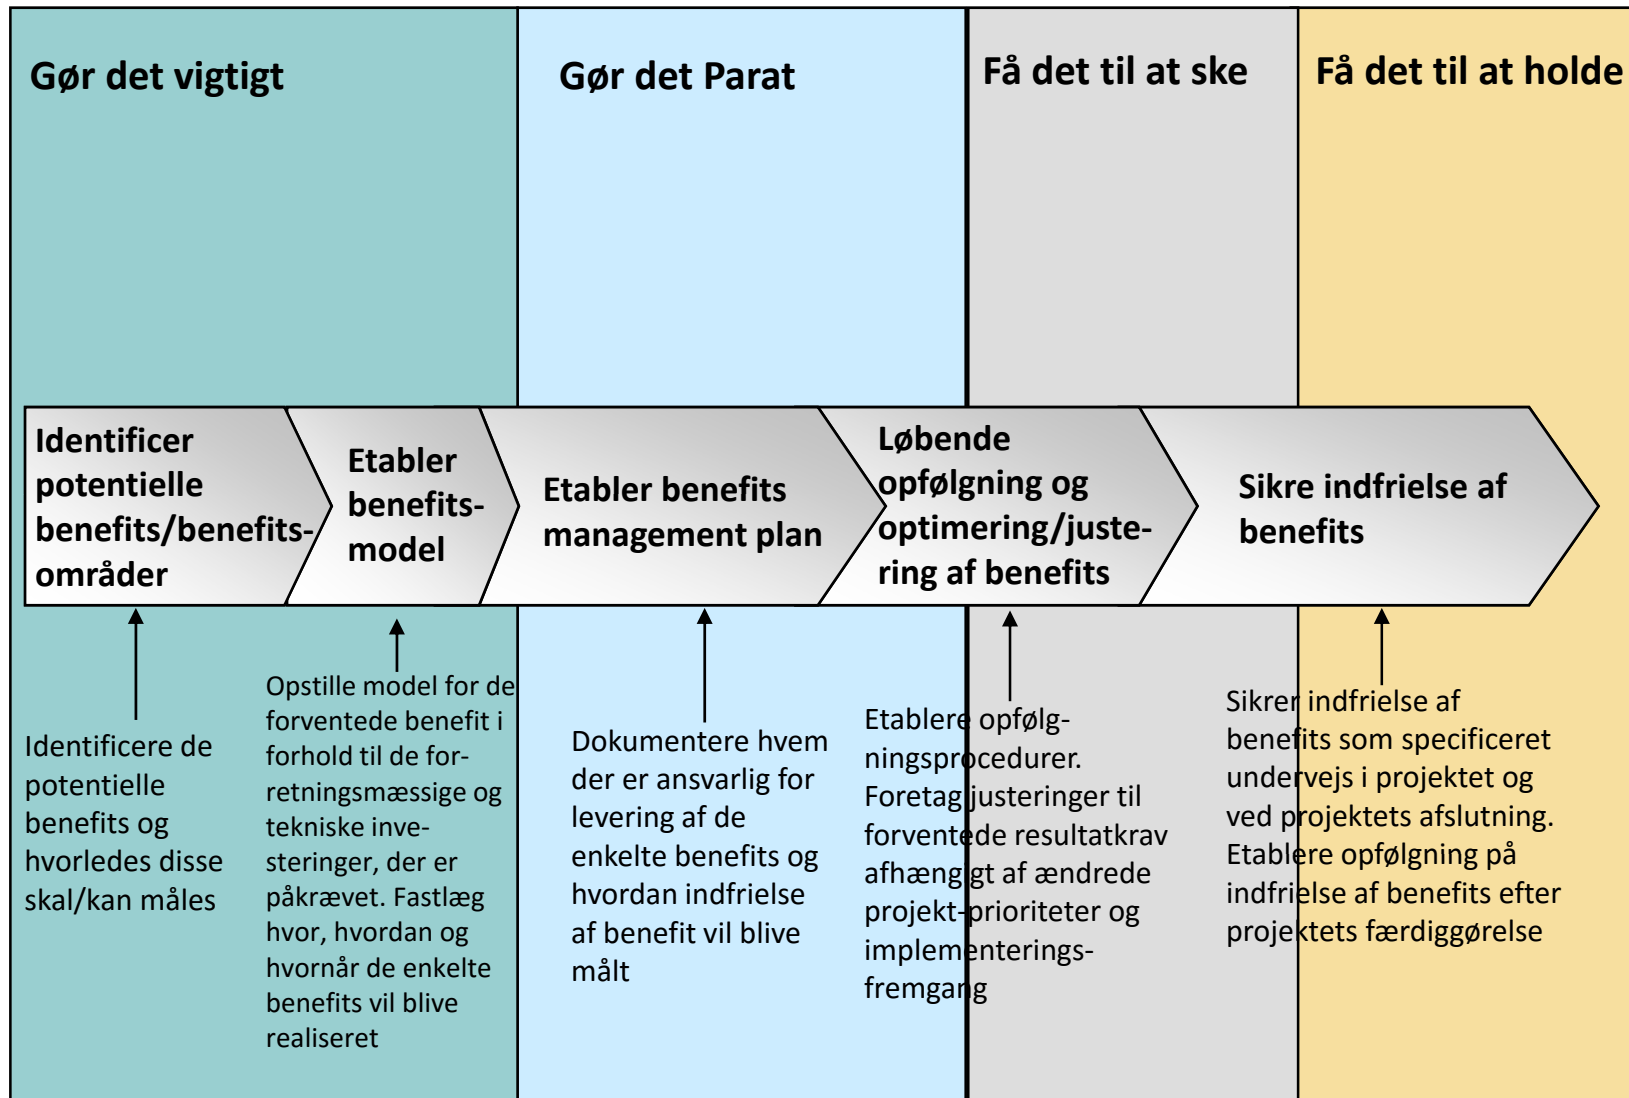 Gør det vigtigt
Gør det Parat
Få det til at ske
Få det til at holde
Identificer
potentielle
benefits/benefits-
områder
Etabler
benefits-
model
Etabler benefits
management plan
Løbende
opfølgning og
optimering/juste-
ring af benefits
Sikre indfrielse af
benefits
Identificere de
potentielle
benefits og
hvorledes disse
skal/kan måles
Opstille model for de
forventede benefit i
forhold til de for-
retningsmæssige og
tekniske inve-
steringer, der er
påkrævet. Fastlæg
hvor, hvordan og
hvornår de enkelte
benefits vil blive
realiseret
Dokumentere hvem
der er ansvarlig for
levering af de
enkelte benefits og
hvordan indfrielse
af benefit vil blive
målt
Etablere opfølg-
ningsprocedurer.
Foretag justeringer til
forventede resultatkrav
afhængigt af ændrede
projekt-prioriteter og
implementerings-
fremgang
Sikrer indfrielse af
benefits som specificeret
undervejs i projektet og
ved projektets afslutning.
Etablere opfølgning på
indfrielse af benefits efter
projektets færdiggørelse